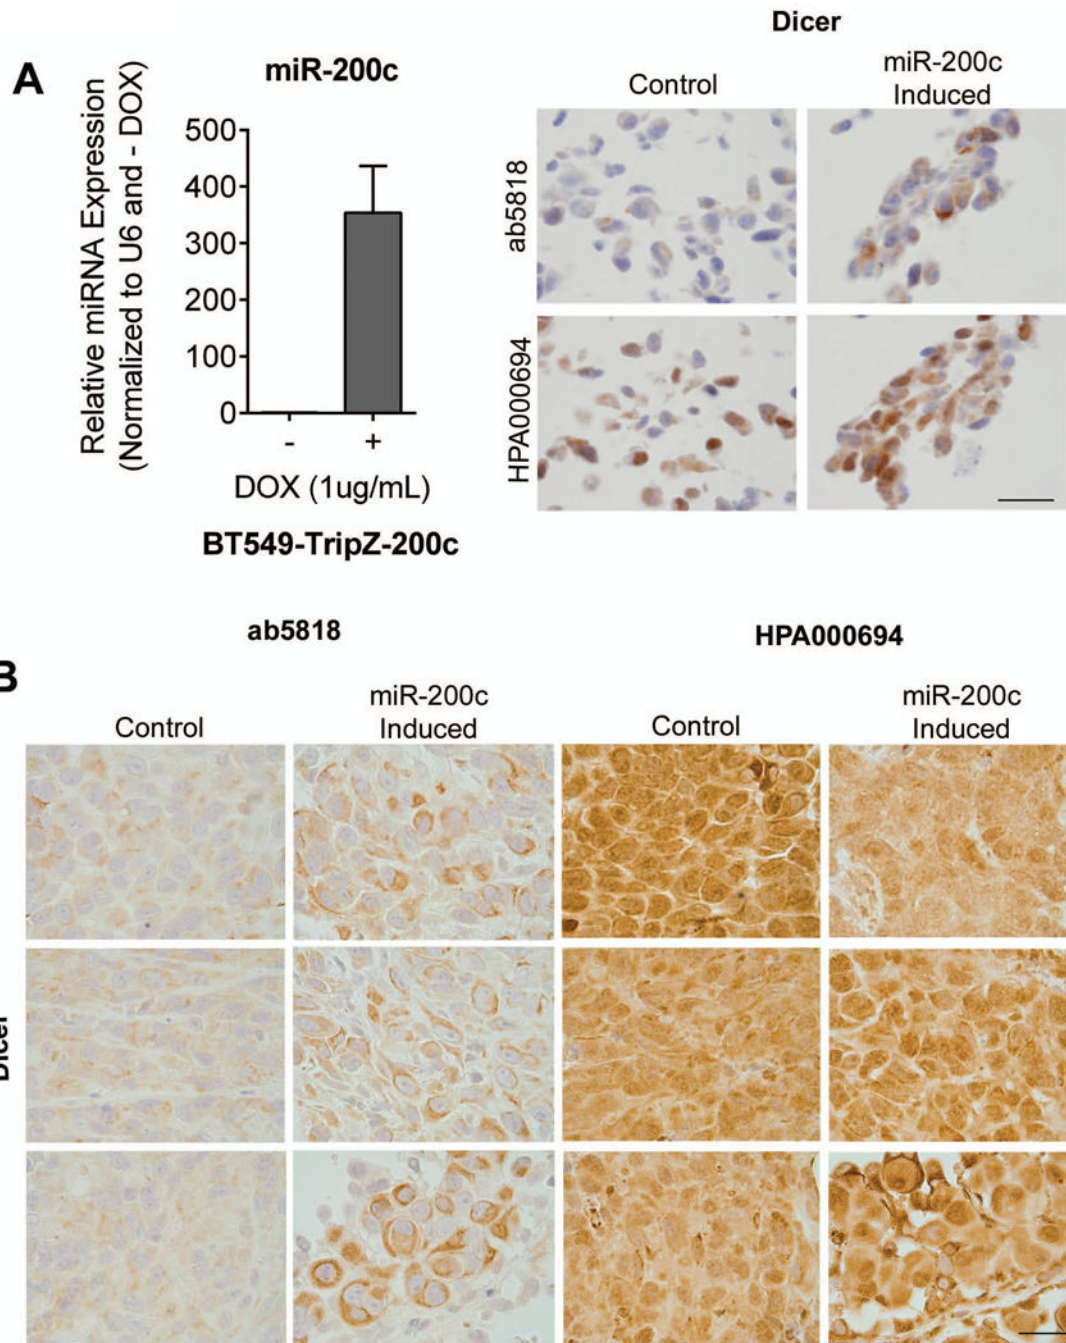 A
miR-200c
Relative miRNA Expression
(Normalized to U6 and - DOX)
500
400
300
200
100
0
- +
DOX (1ug/mL)
BT549-TripZ-200c
Dicer
Control
miR-200c
Induced
ab5818
HPA000694
B
ab5818
HPA000694
Control
miR-200c
Induced
Control
miR-200c
Induced
Dicer